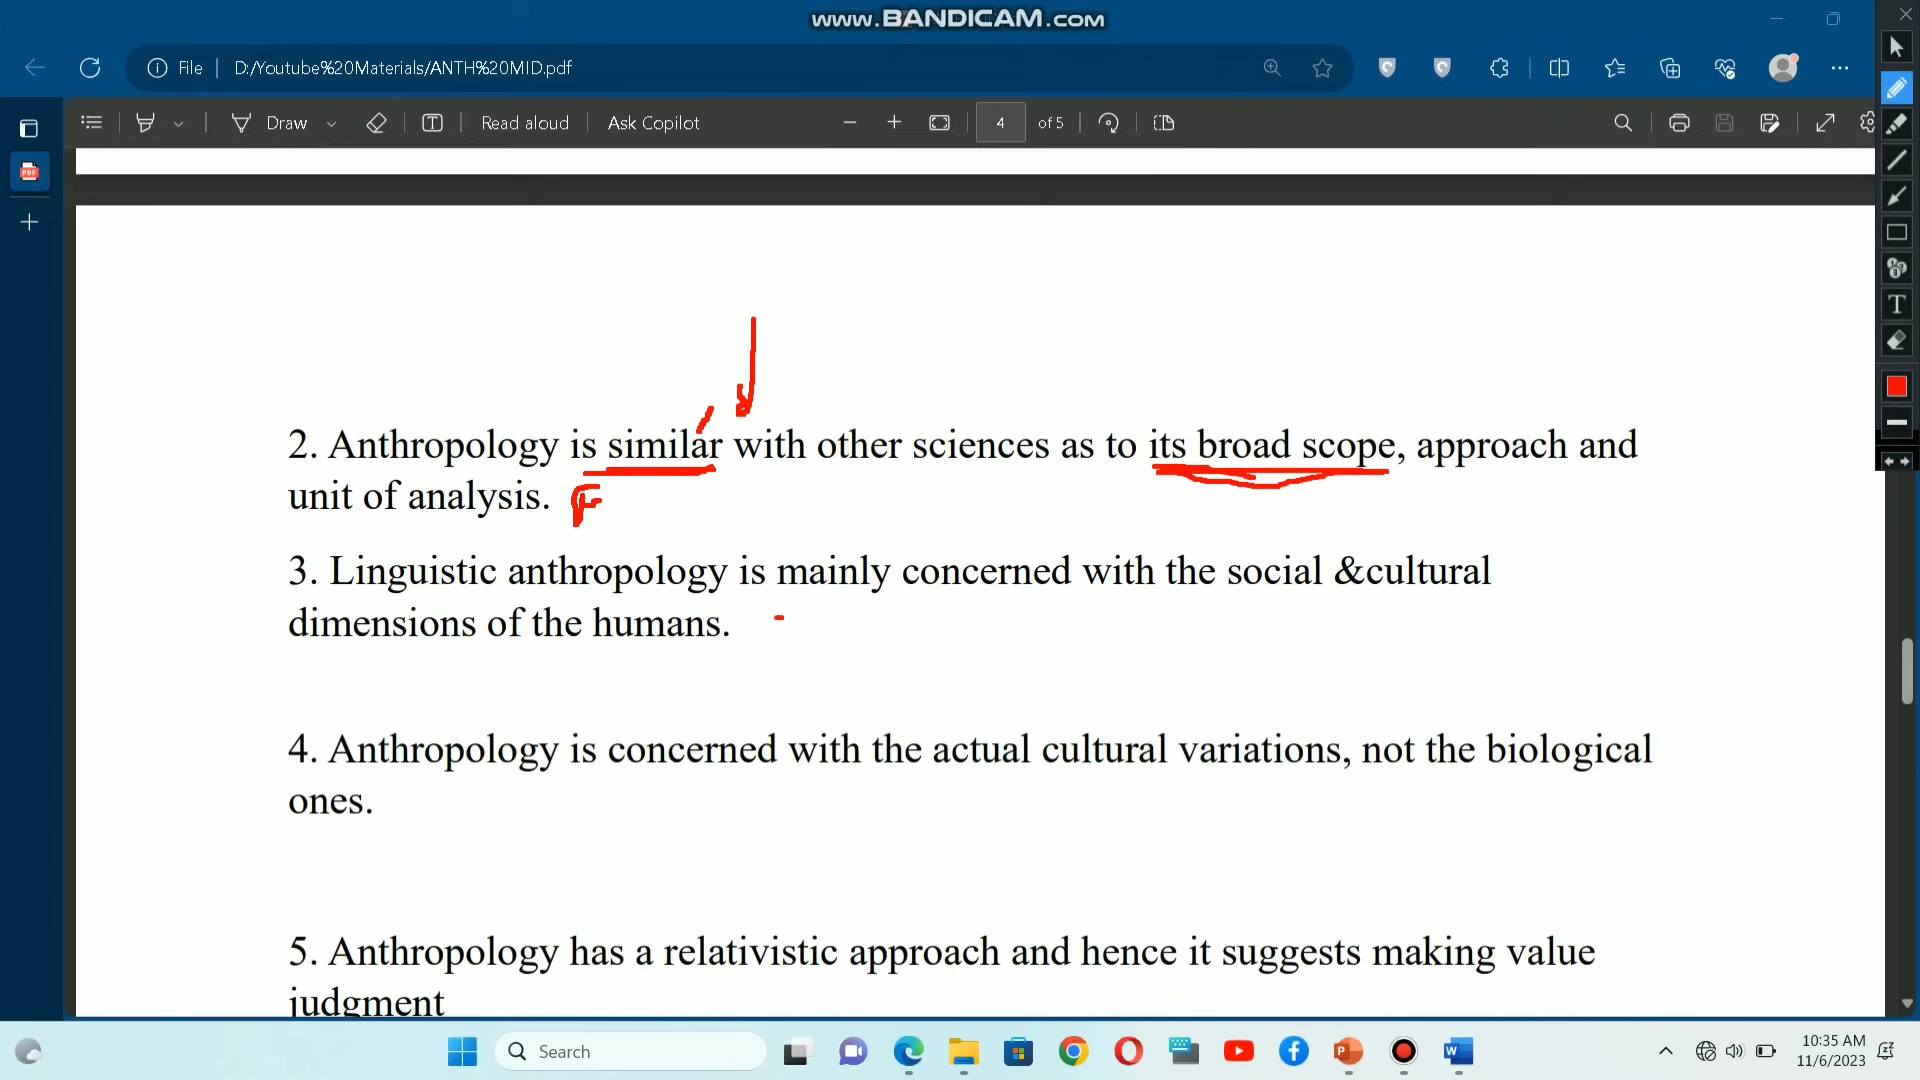 www.BANDICAM.com
File
D:/Youtube%20Materials/ANTH%20MID.pdf
Draw
Read aloud
Ask Copilot
4
of 5
2. Anthropology is similar with other sciences as to its broad scope, approach and
unit of analysis. F
3. Linguistic anthropology is mainly concerned with the social &cultural
dimensions of the humans.
4. Anthropology is concerned with the actual cultural variations, not the biological
ones.
5. Anthropology has a relativistic approach and hence it suggests making value
judgment
Search
10:35 AM
11/6/2023